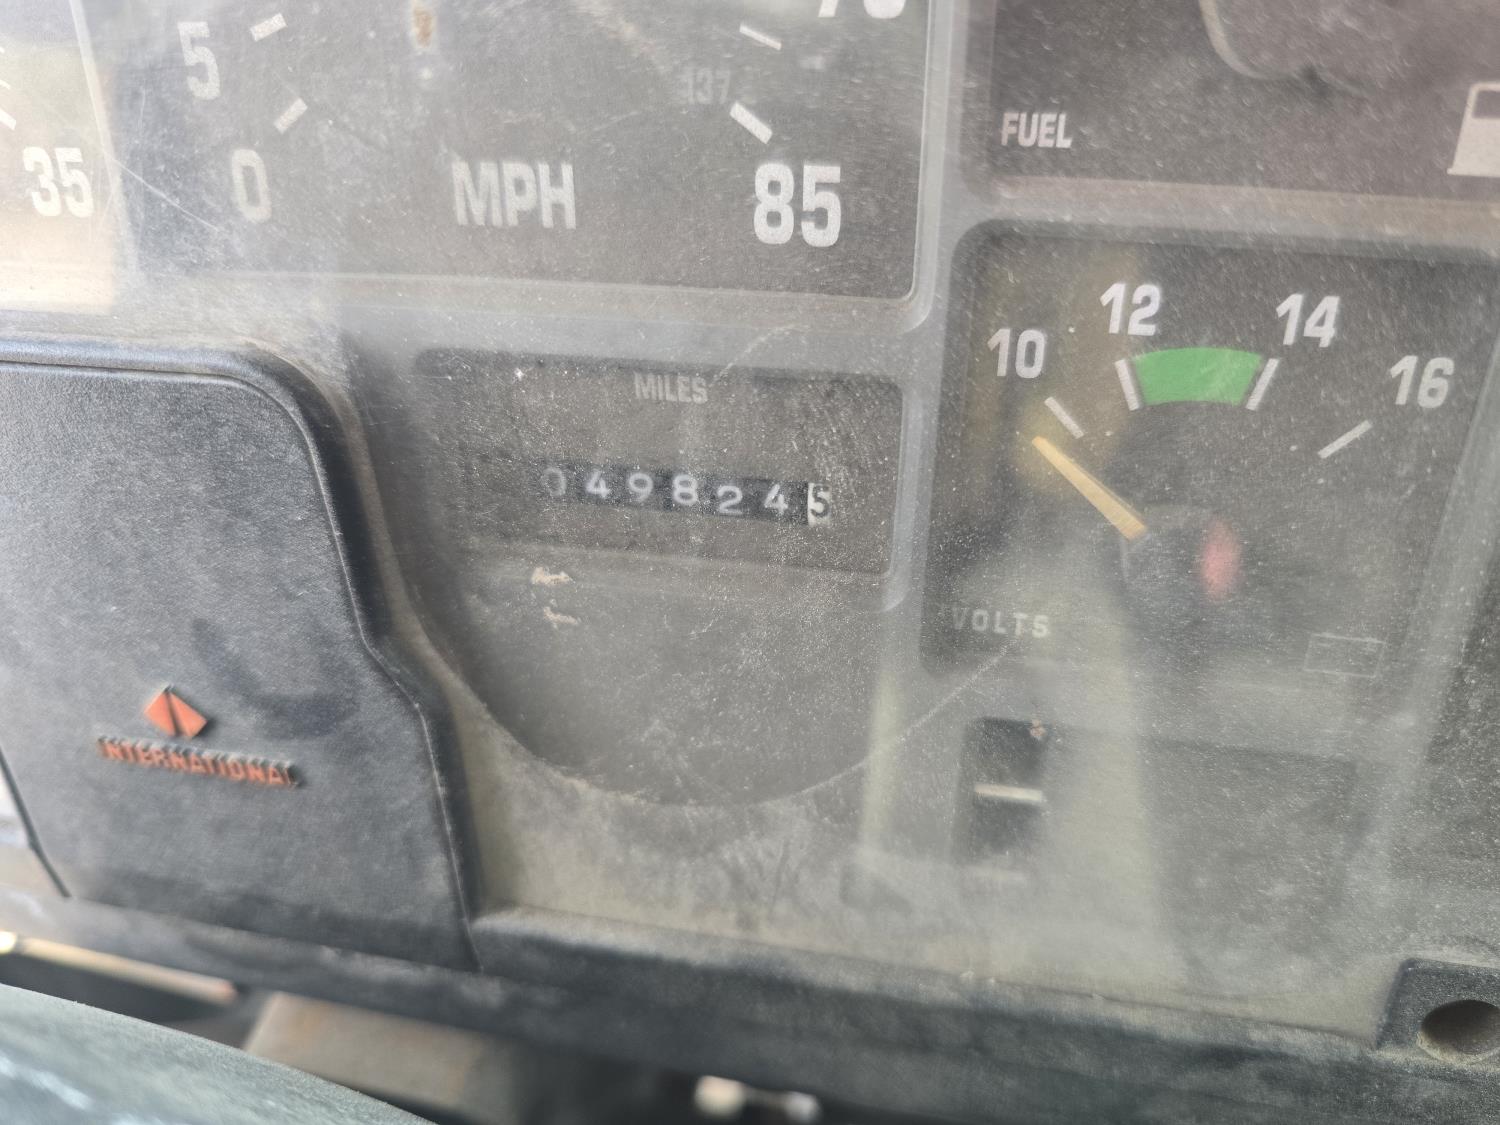 5
137
35
0
MPH
85
FUEL
10
12
14
16
MILES
0498245
VOLTS
INTERNATIONAL